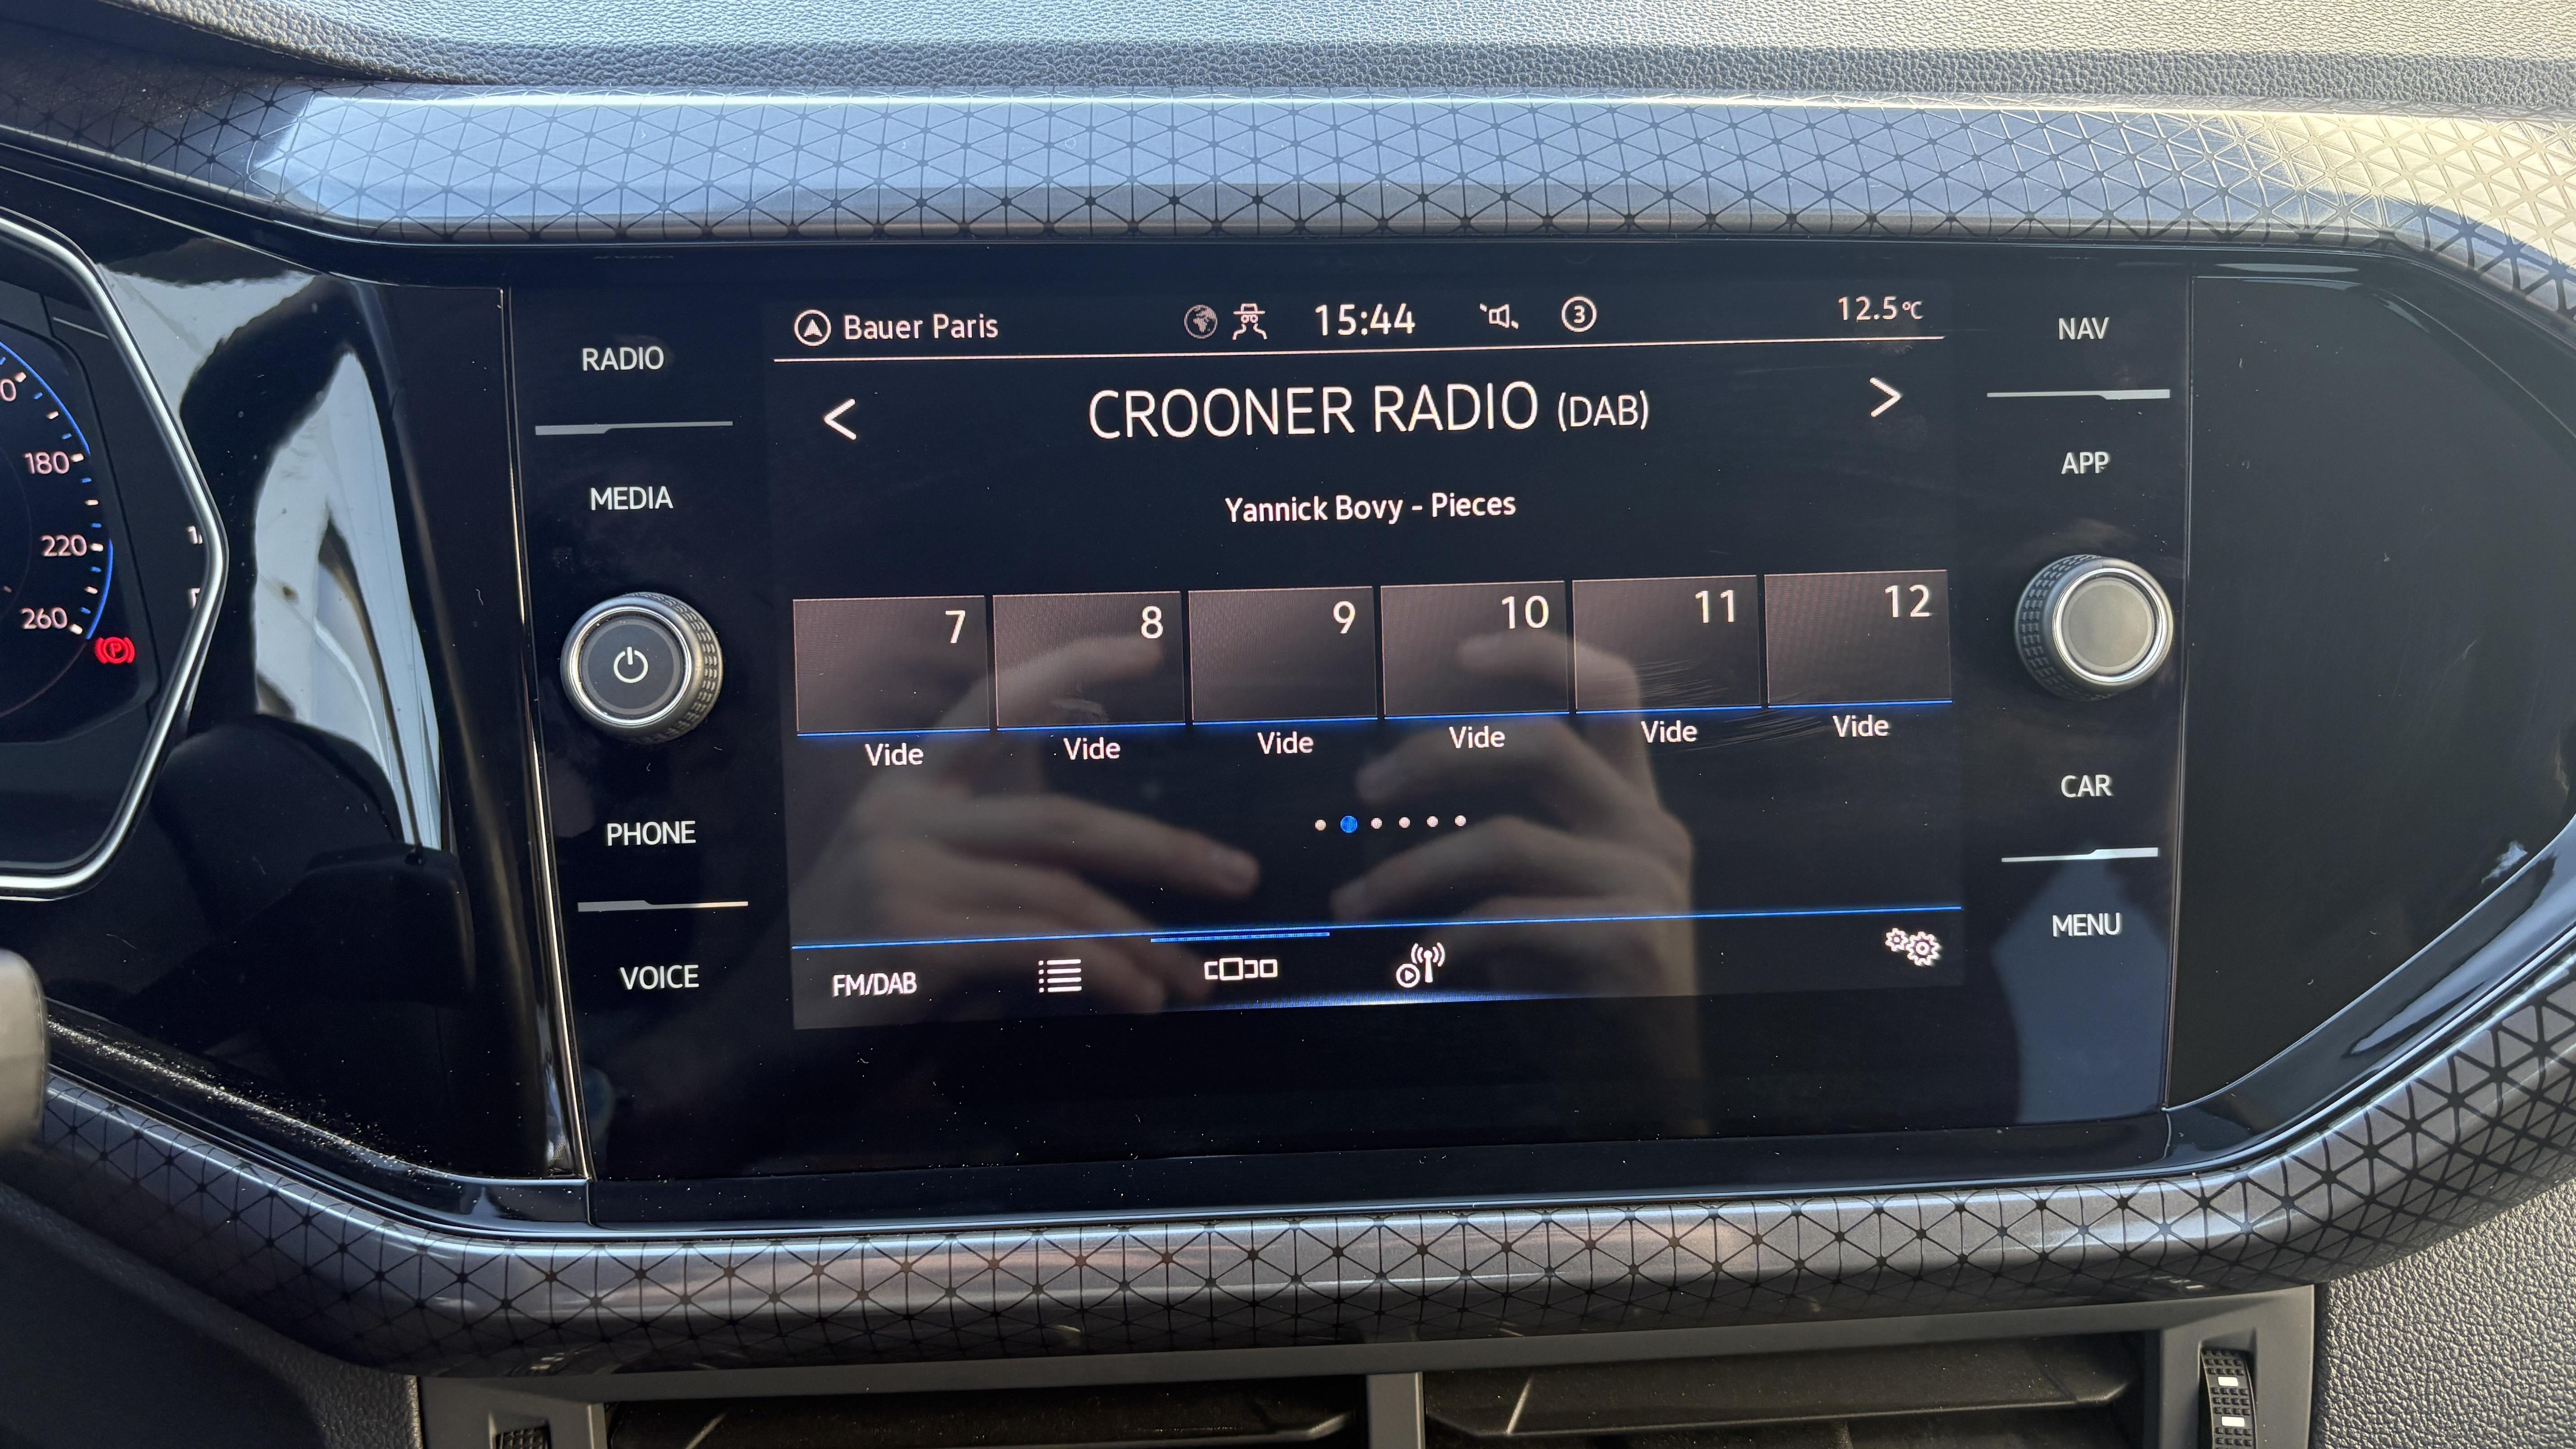 Bauer Paris 15:44 3 12.5°C
RADIO
NAV
CROONER RADIO (DAB)
MEDIA
APP
Yannick Bovy - Pieces
180
220
260
P
7 8 9 10 11 12
Vide Vide Vide Vide Vide Vide
PHONE
CAR
VOICE
MENU
FM/DAB